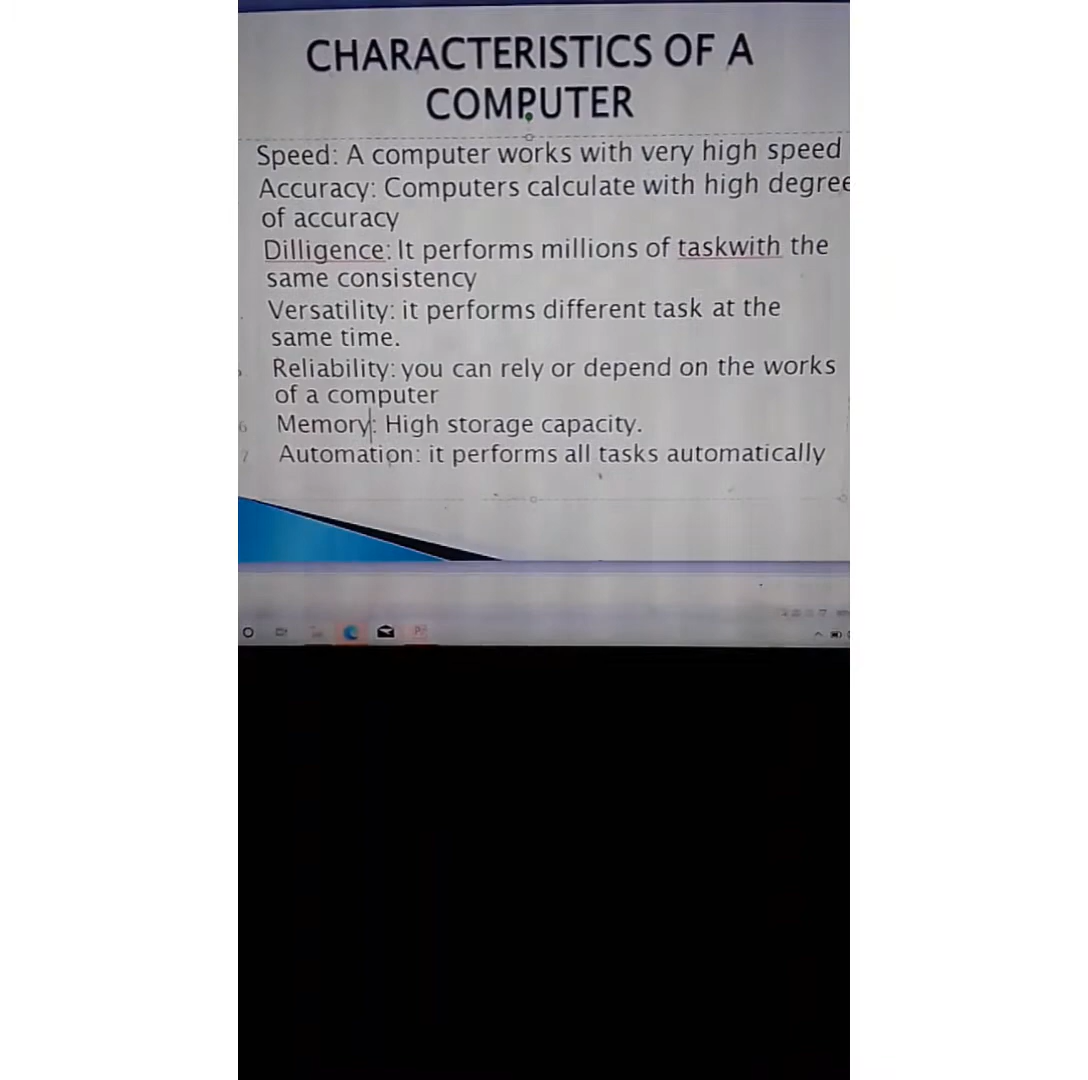 CHARACTERISTICS OF A
COMPUTER
Speed: A computer works with very high speed
Accuracy: Computers calculate with high degree
of accuracy
Dilligence: It performs millions of taskwith the
same consistency
Versatility: it performs different task at the
same time.
Reliability: you can rely or depend on the works
of a computer
6 Memory: High storage capacity.
7 Automation: it performs all tasks automatically